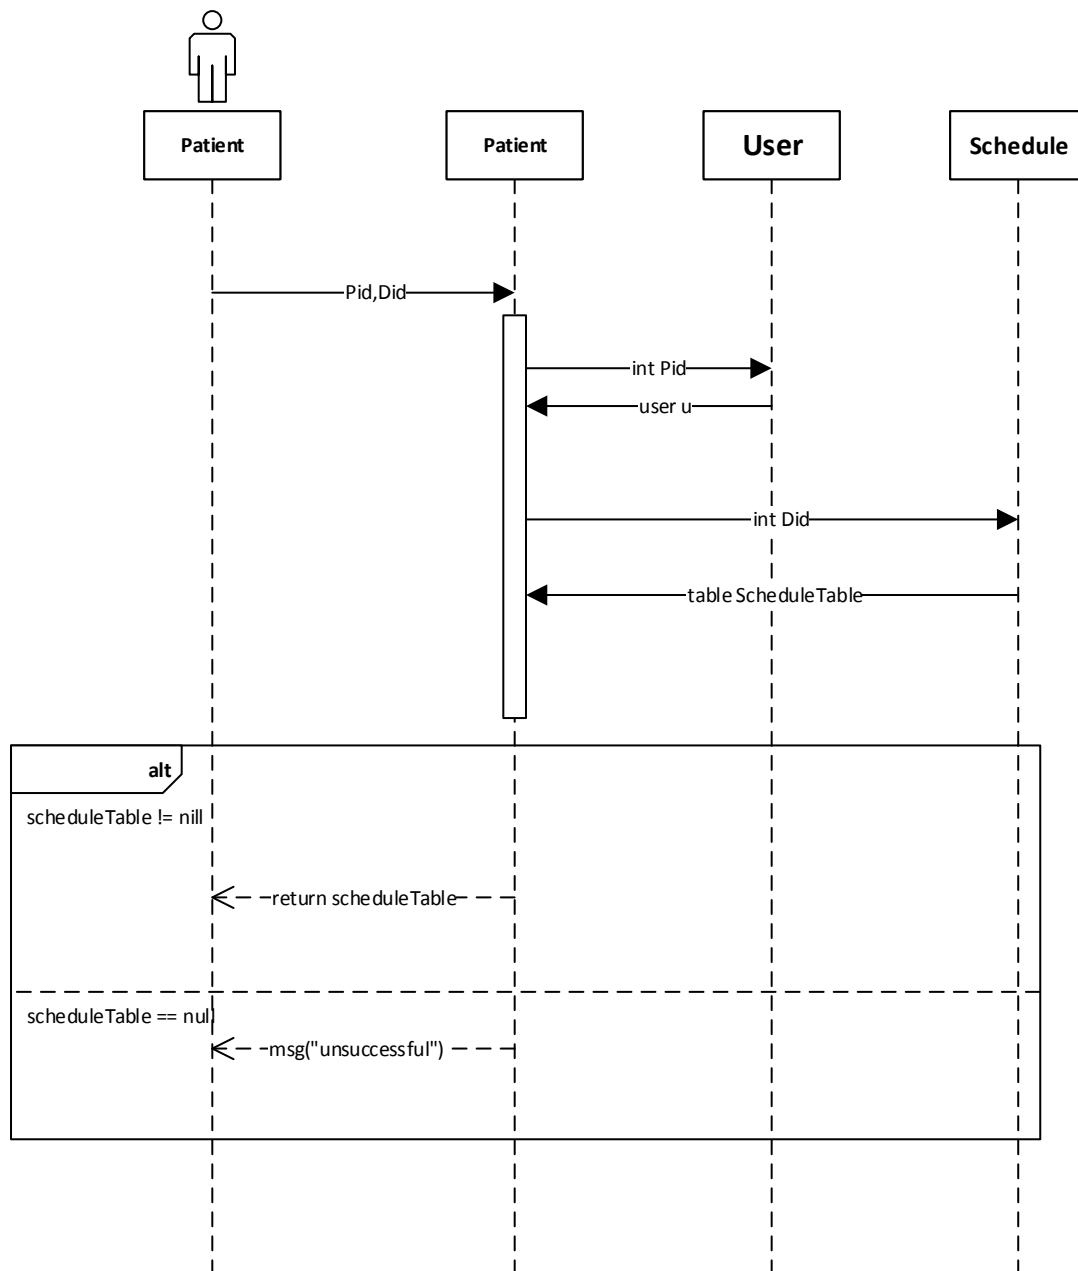 Patient
Patient
User
Schedule
Pid,Did
int Pid
user u
int Did
table ScheduleTable
alt
scheduleTable != nill
return scheduleTable
scheduleTable == null
msg("unsuccessful")